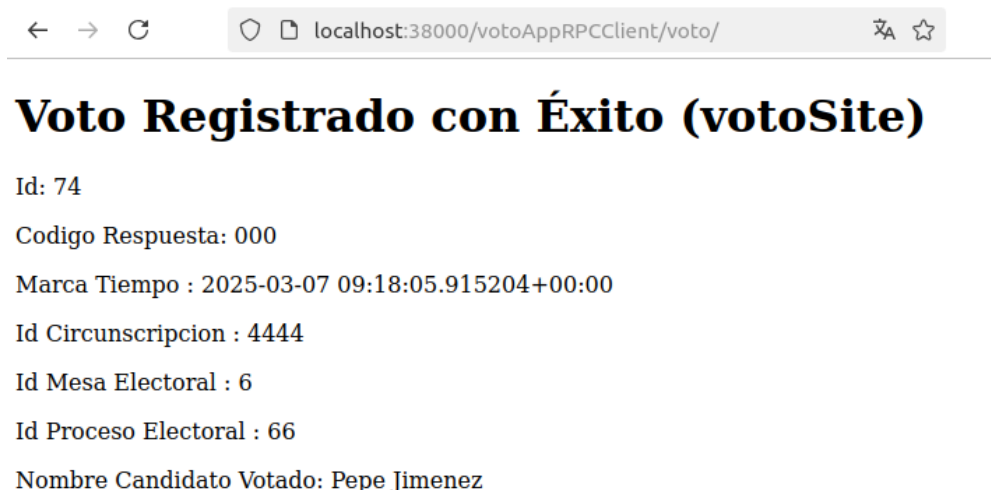 localhost:38000/votoAppRPCClient/voto/
Voto Registrado con Éxito (votoSite)
Id: 74
Codigo Respuesta: 000
Marca Tiempo : 2025-03-07 09:18:05.915204+00:00
Id Circunscripcion : 4444
Id Mesa Electoral : 6
Id Proceso Electoral : 66
Nombre Candidato Votado: Pepe Jimenez